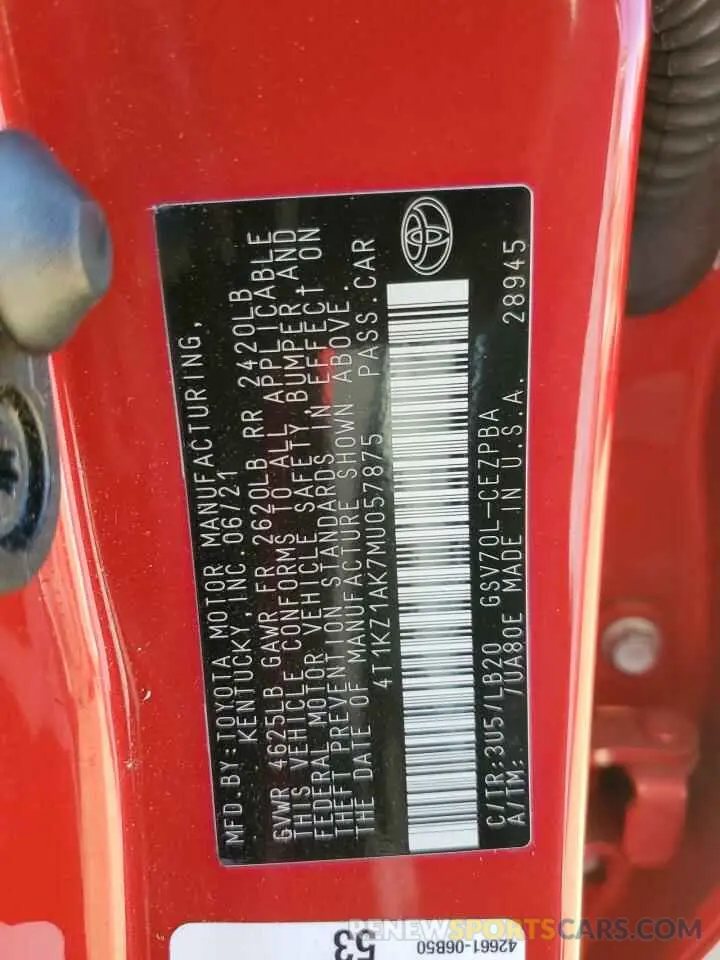 MFD.BY:TOYOTA MOTOR MANUFACTURING,
KENTUCKY,INC.06/21
GVWR 4625LB GAWR FR 2620LB RR 2420LB
THIS VEHICLE CONFORMS TO ALL APPLICABLE
FEDERAL MOTOR VEHICLE SAFETY,BUMPER,AND
THEFT PREVENTION STANDARDS IN EFFECT ON
THE DATE OF MANUFACTURE SHOWN ABOVE.
4T1KZ1AK7MU057875 PASS.CAR
C/TR:3U5/LB20 GSV70L-CEZPBA
A/TM: /UA80E MADE IN U.S.A. 28945
53
42661-06B50
RENEWSPORTSCARS.COM